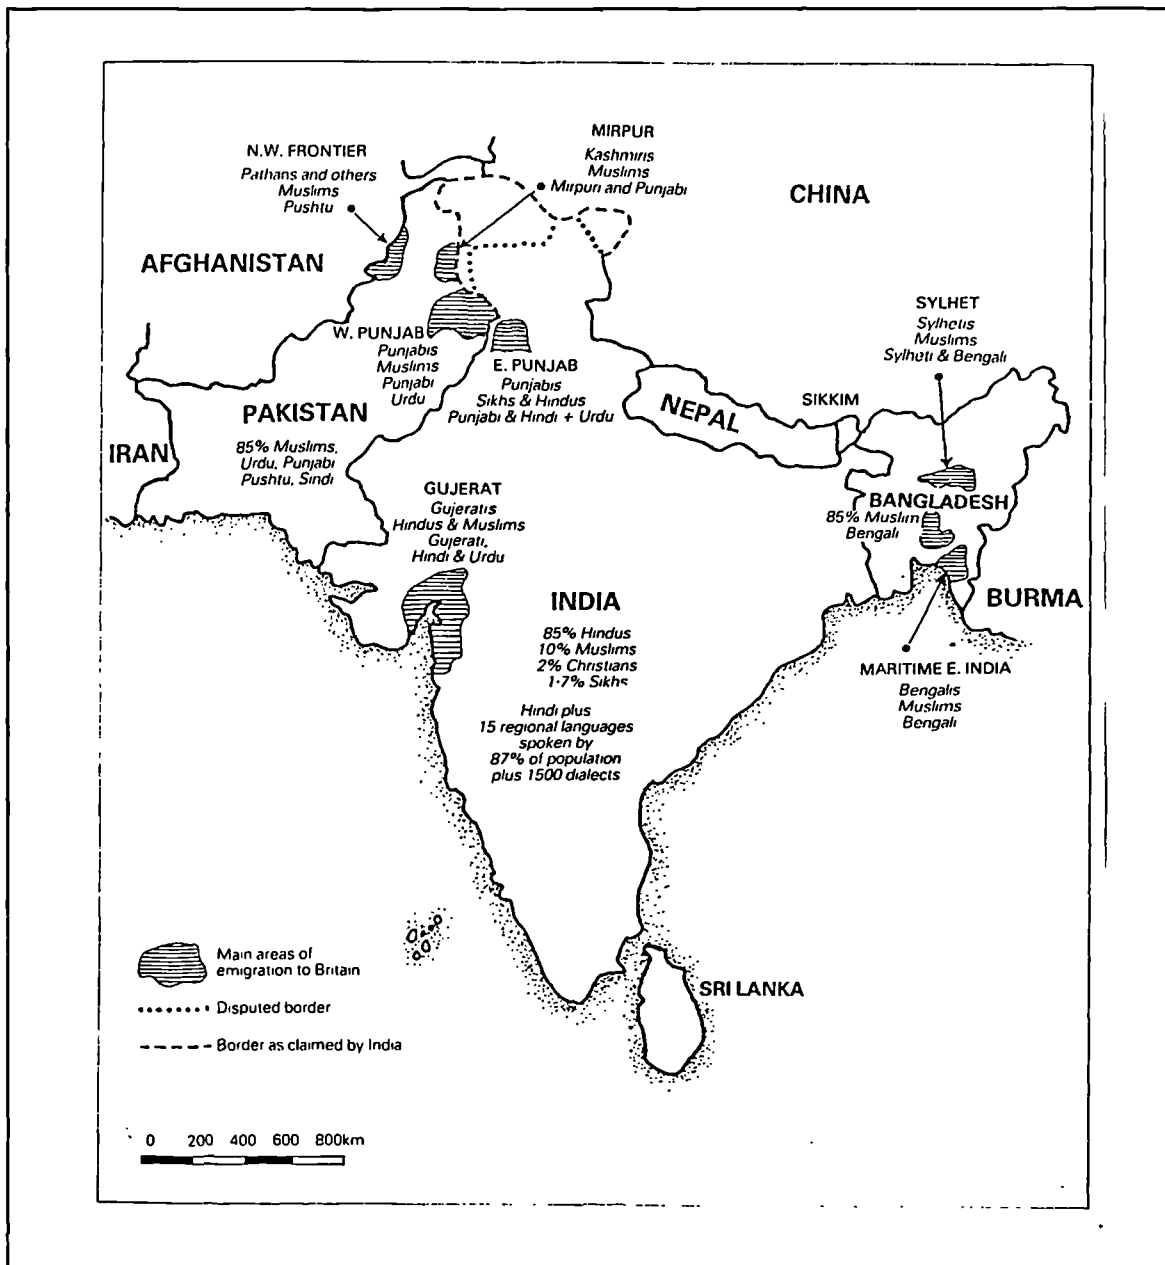 MIRPUR
Kashmiris
Muslims
Mirpuri and Punjabi
N.W. FRONTIER
Pathans and others
Muslims
Pushtu
CHINA
AFGHANISTAN
SYLHET
Sylhetis
Muslims
Sylheti & Bengali
W. PUNJAB
Punjabis
Muslims
Punjabi
Urdu
E. PUNJAB
Punjabis
Sikhs & Hindus
Punjabi & Hindi + Urdu
NEPAL
SIKKIM
PAKISTAN
85% Muslims,
Urdu, Punjabi
Pushtu, Sindi
IRAN
GUJERAT
Gujeratis
Hindus & Muslims
Gujerati,
Hindi & Urdu
BANGLADESH
85% Muslim
Bengali
BURMA
INDIA
85% Hindus
10% Muslims
2% Christians
1·7% Sikhs
Hindi plus
15 regional languages
spoken by
87% of population
plus 1500 dialects
MARITIME E. INDIA
Bengalis
Muslims
Bengali
SRI LANKA
Main areas of
emigration to Britain
Disputed border
Border as claimed by India
0 200 400 600 800km